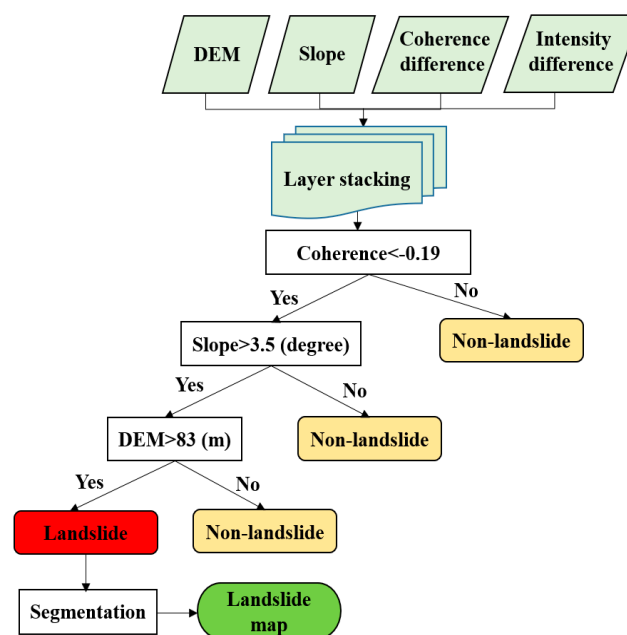 DEM
Slope
Coherence
difference
Intensity
difference
Layer stacking
Coherence<-0.19
Yes
No
Slope>3.5 (degree)
Non-landslide
Yes
No
DEM>83 (m)
Non-landslide
Yes
No
Landslide
Non-landslide
Segmentation
Landslide
map